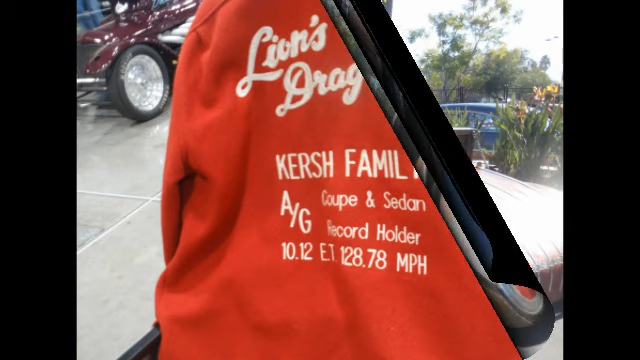 Lion's
Drag
KERSH FAMIL
A/G Coupe & Sedan
Record Holder
10.12 E.T. 128.78 MPH